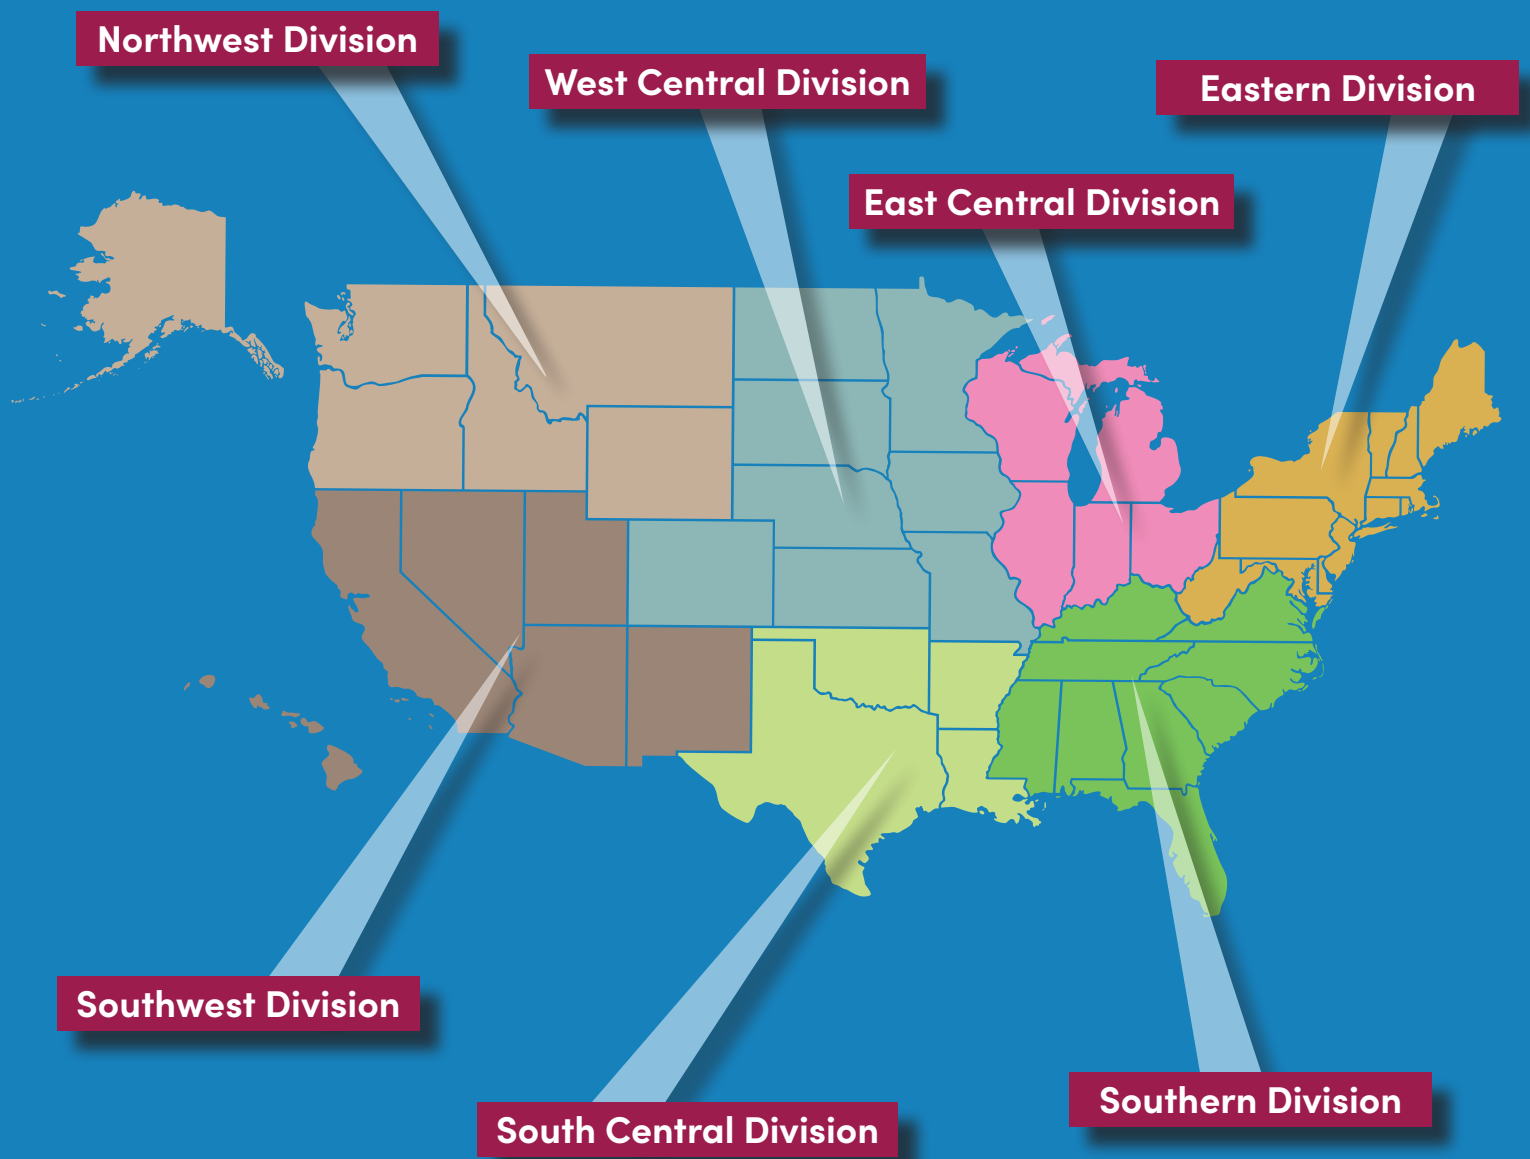 Northwest Division
West Central Division
Eastern Division
East Central Division
Southwest Division
Southern Division
South Central Division